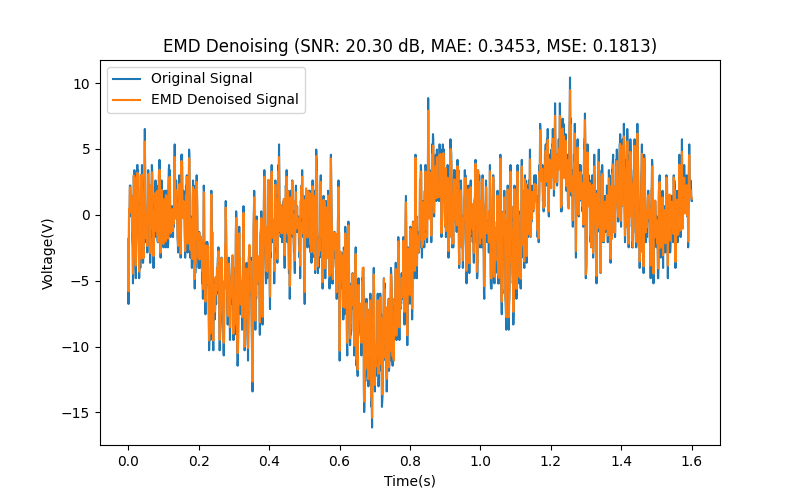 EMD Denoising (SNR: 20.30 dB, MAE: 0.3453, MSE: 0.1813)
Original Signal
EMD Denoised Signal
10
5
0
−5
−10
−15
Voltage(V)
0.0 0.2 0.4 0.6 0.8 1.0 1.2 1.4 1.6
Time(s)